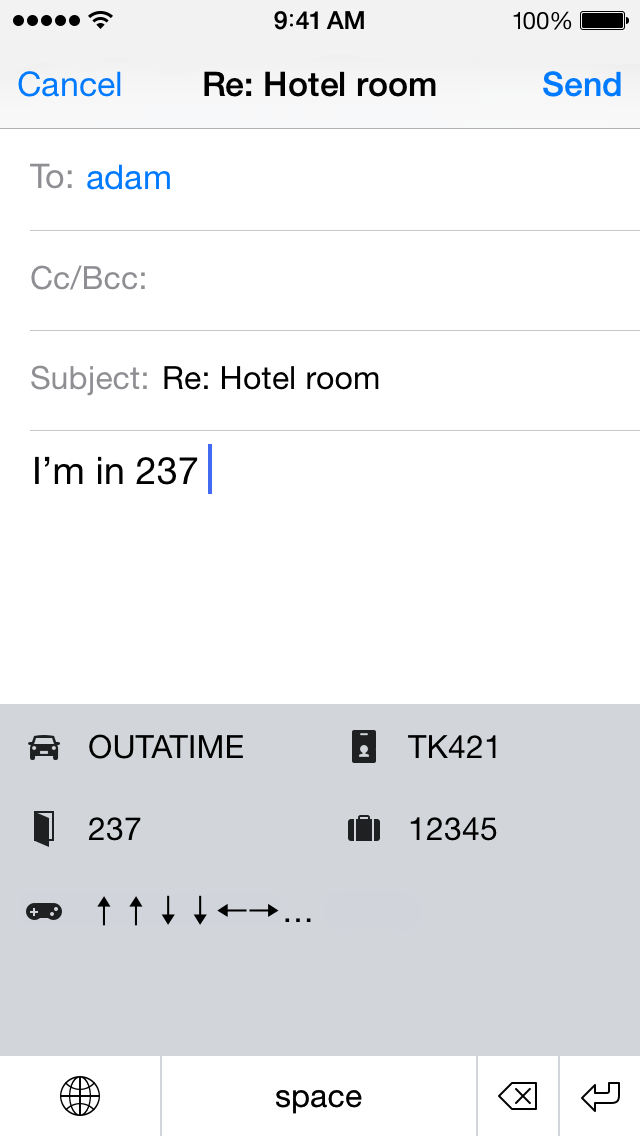 9:41 AM 100%
Cancel Re: Hotel room Send
To: adam
Cc/Bcc:
Subject: Re: Hotel room
I’m in 237
OUTATIME TK421
237 12345
↑ ↑ ↓ ↓ ←→...
space